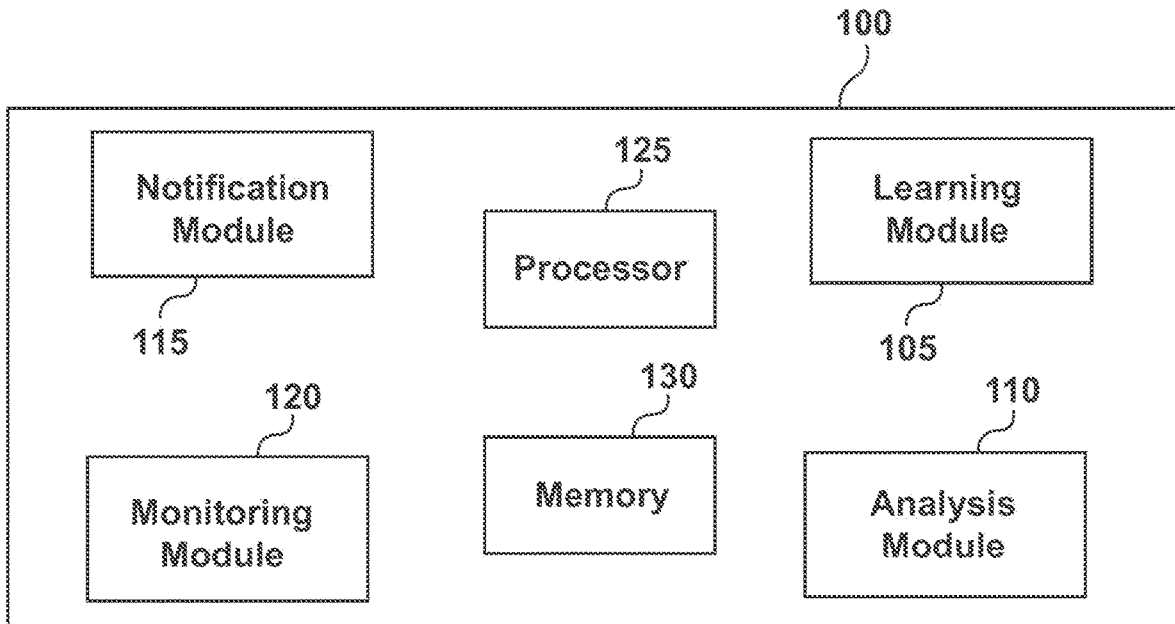 100
Notification
Module
115
125
Processor
Learning
Module
105
120
Monitoring
Module
130
Memory
110
Analysis
Module